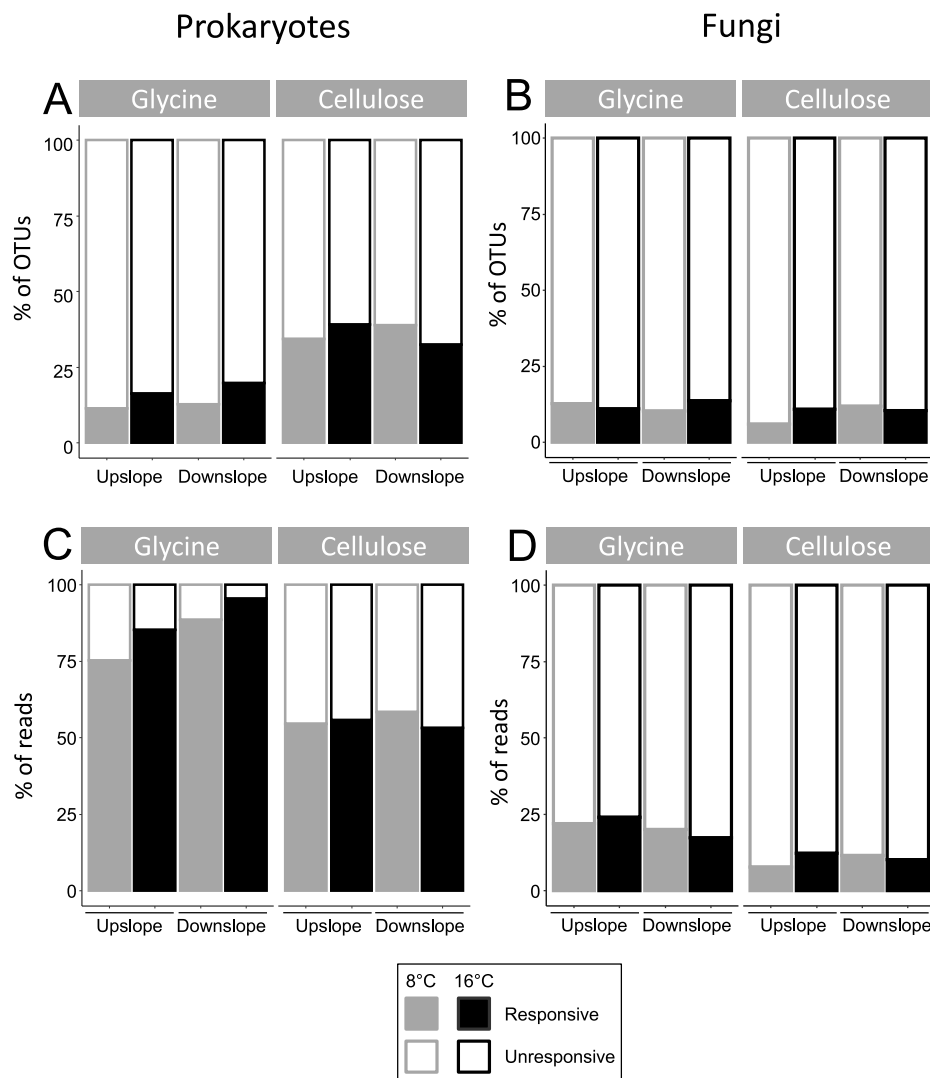 Prokaryotes Fungi
A Glycine Cellulose B Glycine Cellulose
% of OTUs 100 75 50 25 0
% of OTUs 100 75 50 25 0
Upslope Downslope Upslope Downslope Upslope Downslope Upslope Downslope
C Glycine Cellulose D Glycine Cellulose
% of reads 100 75 50 25 0
% of reads 100 75 50 25 0
Upslope Downslope Upslope Downslope Upslope Downslope Upslope Downslope
8°C 16°C
Responsive
Unresponsive